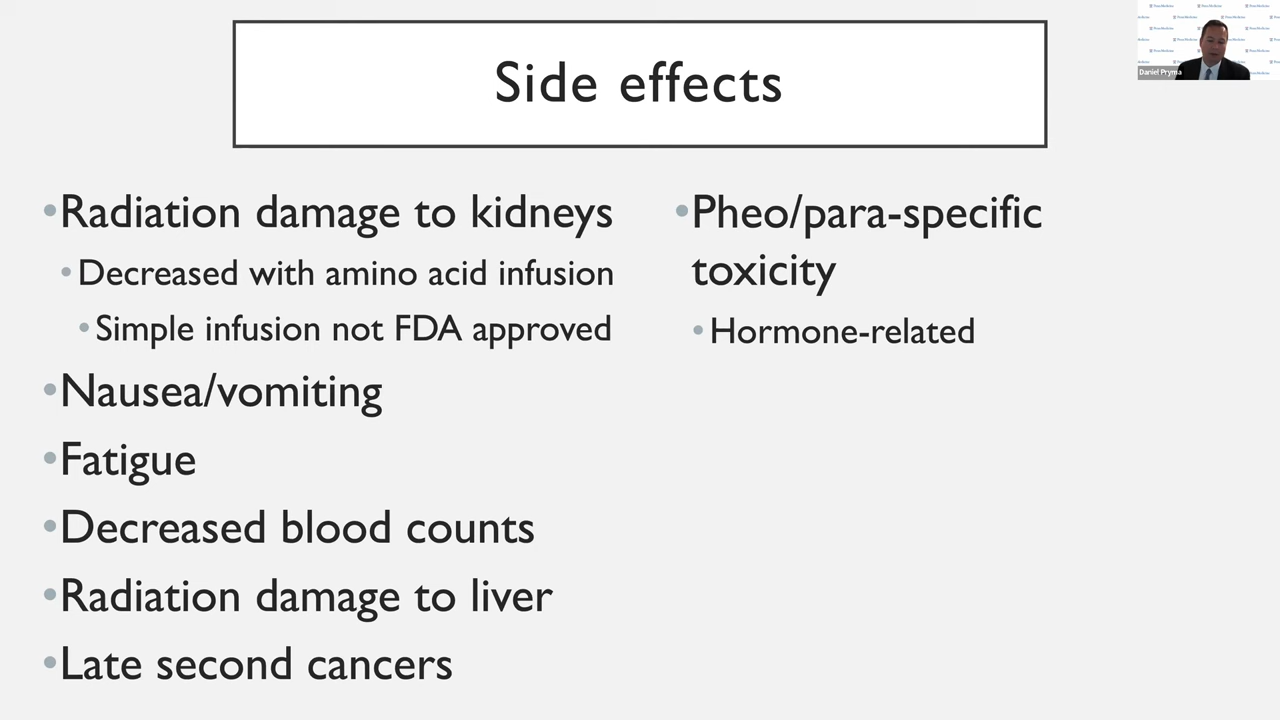 Side effects
•Radiation damage to kidneys
•Decreased with amino acid infusion
•Simple infusion not FDA approved
•Nausea/vomiting
•Fatigue
•Decreased blood counts
•Radiation damage to liver
•Late second cancers
•Pheo/para-specific
toxicity
•Hormone-related
Daniel Pryma